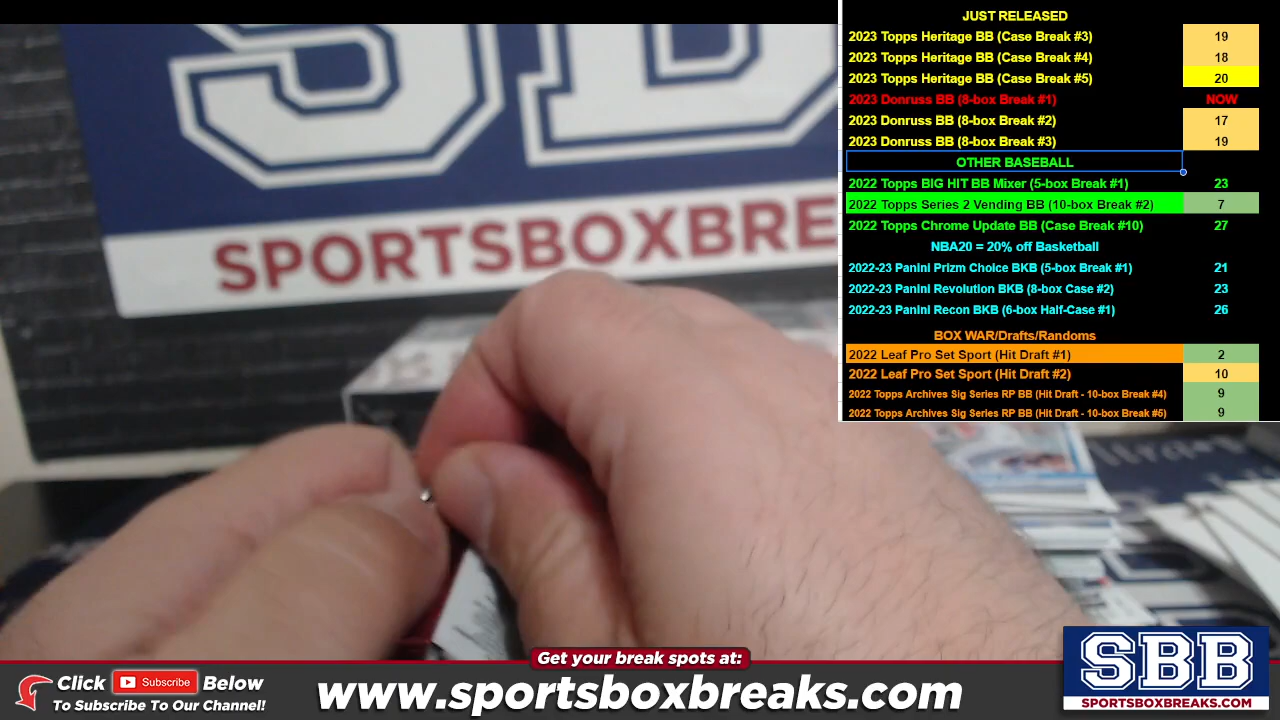 SB
SPORTSBOXBRE
JUST RELEASED
2023 Topps Heritage BB (Case Break #3) 19
2023 Topps Heritage BB (Case Break #4) 18
2023 Topps Heritage BB (Case Break #5) 20
2023 Donruss BB (8-box Break #1) NOW
2023 Donruss BB (8-box Break #2) 17
2023 Donruss BB (8-box Break #3) 19
OTHER BASEBALL
2022 Topps BIG HIT BB Mixer (5-box Break #1) 23
2022 Topps Series 2 Vending BB (10-box Break #2) 7
2022 Topps Chrome Update BB (Case Break #10) 27
NBA20 = 20% off Basketball
2022-23 Panini Prizm Choice BKB (5-box Break #1) 21
2022-23 Panini Revolution BKB (8-box Case #2) 23
2022-23 Panini Recon BKB (6-box Half-Case #1) 26
BOX WAR/Drafts/Randoms
2022 Leaf Pro Set Sport (Hit Draft #1) 2
2022 Leaf Pro Set Sport (Hit Draft #2) 10
2022 Topps Archives Sig Series RP BB (Hit Draft - 10-box Break #4) 9
2022 Topps Archives Sig Series RP BB (Hit Draft - 10-box Break #5) 9
Get your break spots at:
Click Subscribe Below
To Subscribe To Our Channel!
www.sportsboxbreaks.com
SBB
SPORTSBOXBREAKS.COM